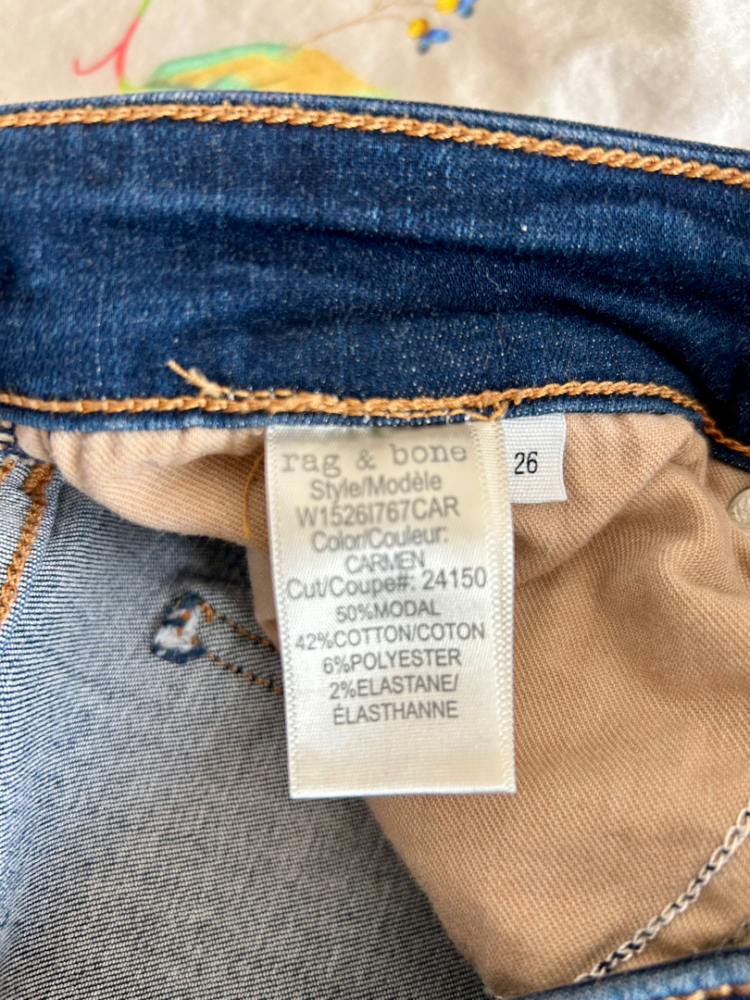 rag & bone
26
Style/Modèle
W1526I767CAR
Color/Couleur:
CARMEN
Cut/Coupe#: 24150
50%MODAL
42%COTTON/COTON
6%POLYESTER
2%ELASTANE/
ÉLASTHANNE